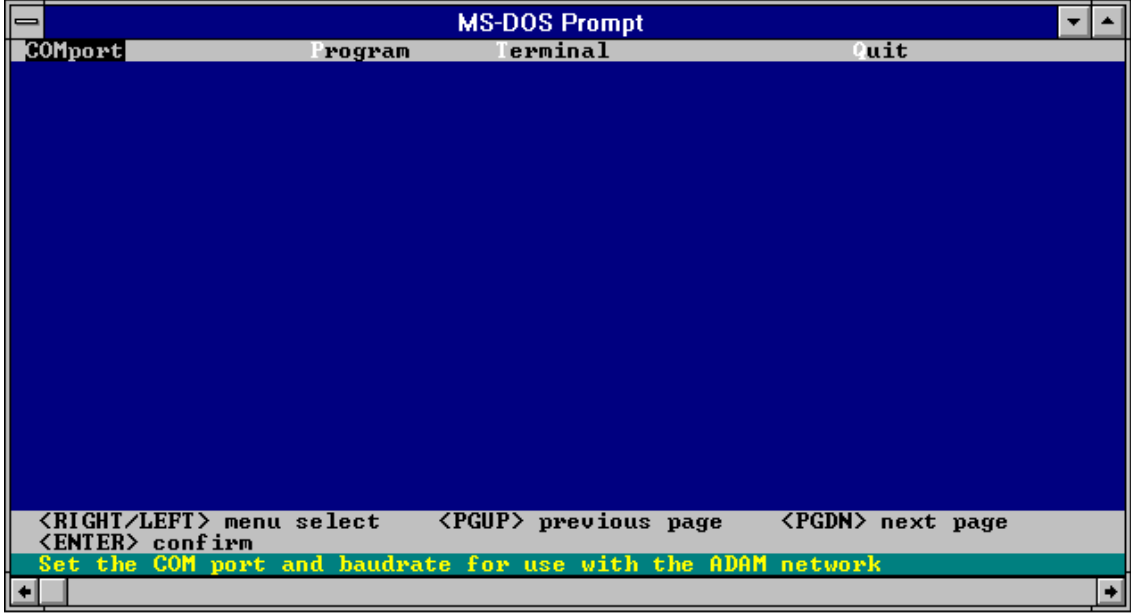 MS-DOS Prompt
COMport Program Terminal Quit
<RIGHT/LEFT> menu select <PGUP> previous page <PGDN> next page
<ENTER> confirm
Set the COM port and baudrate for use with the ADAM network